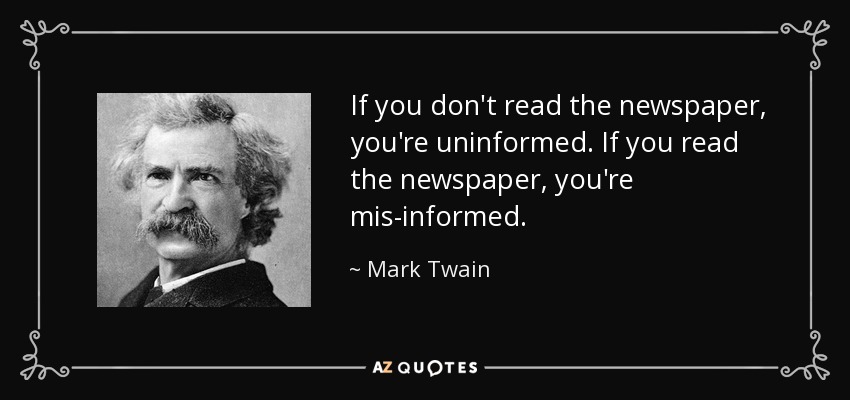 If you don't read the newspaper,
you're uninformed. If you read
the newspaper, you're
mis-informed.
~ Mark Twain
AZ QUOTES